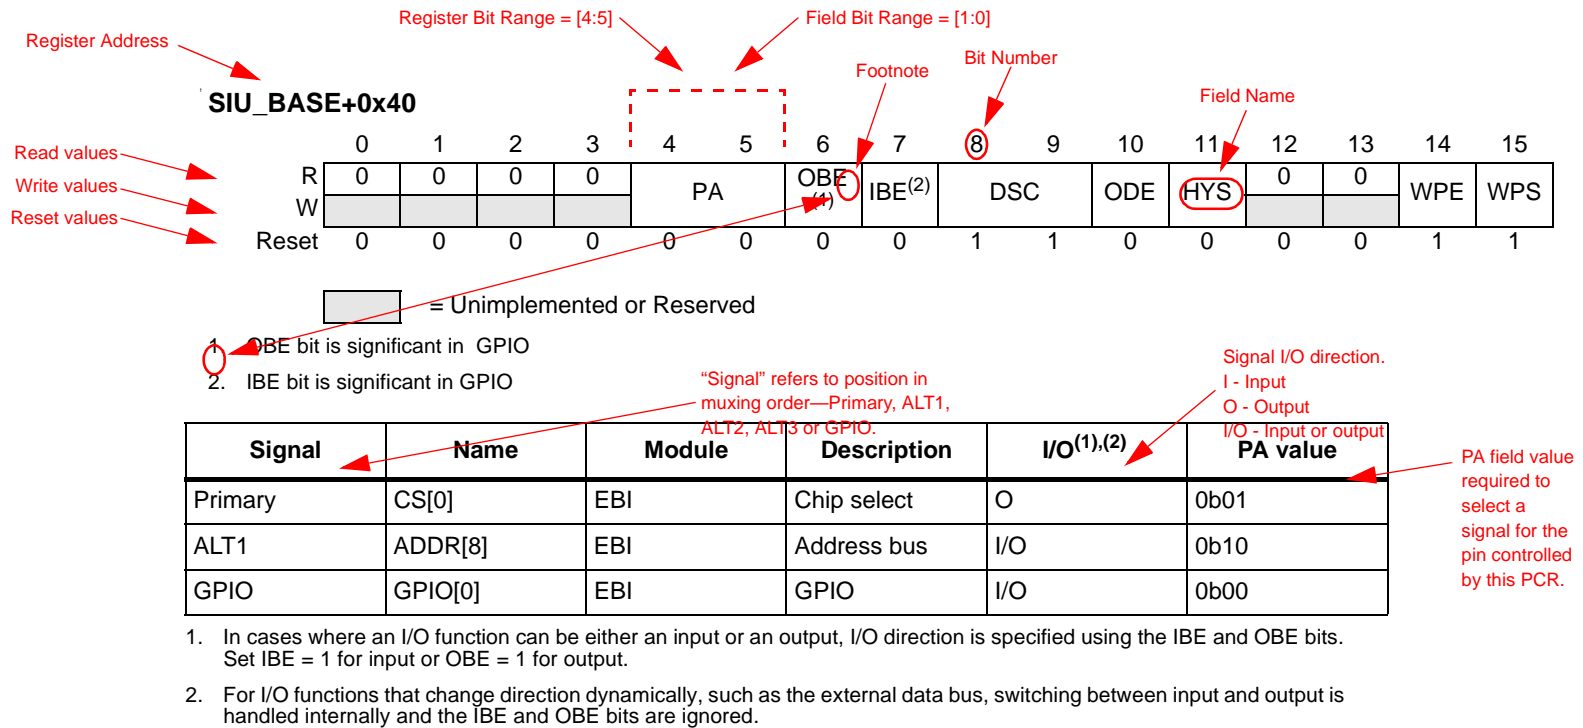 Register Bit Range = [4:5]
Field Bit Range = [1:0]
Register Address
Footnote
Bit Number
Field Name
SIU_BASE+0x40
0 1 2 3 4 5 6 7 8 9 10 11 12 13 14 15
Read values
R 0 0 0 0 PA OBE(1) IBE(2) DSC ODE HYS 0 0 WPE WPS
Write values
W
Reset values
Reset 0 0 0 0 0 0 0 0 1 1 0 0 0 0 1 1
= Unimplemented or Reserved
1. OBE bit is significant in GPIO
2. IBE bit is significant in GPIO
"Signal" refers to position in
muxing order—Primary, ALT1,
ALT2, ALT3 or GPIO.
Signal I/O direction.
I - Input
O - Output
I/O - Input or output
Signal Name Module Description I/O(1),(2) PA value
Primary CS[0] EBI Chip select O 0b01
ALT1 ADDR[8] EBI Address bus I/O 0b10
GPIO GPIO[0] EBI GPIO I/O 0b00
PA field value
required to
select a
signal for the
pin controlled
by this PCR.
1. In cases where an I/O function can be either an input or an output, I/O direction is specified using the IBE and OBE bits.
Set IBE = 1 for input or OBE = 1 for output.
2. For I/O functions that change direction dynamically, such as the external data bus, switching between input and output is
handled internally and the IBE and OBE bits are ignored.